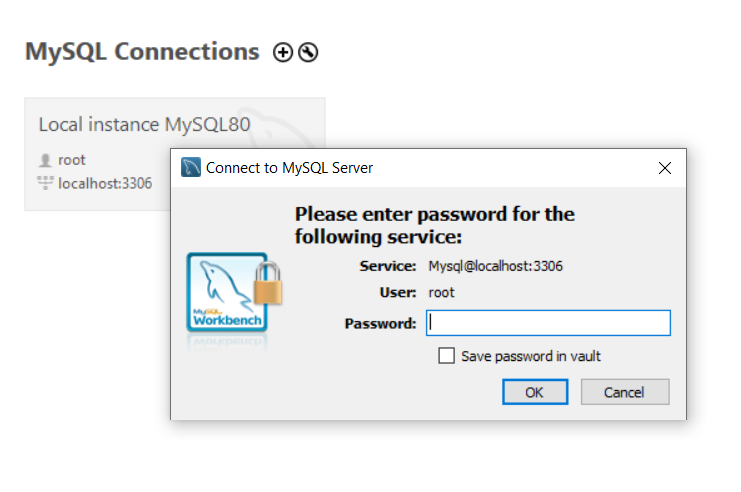 MySQL Connections
Local instance MySQL80
root
localhost:3306
Connect to MySQL Server
Please enter password for the
following service:
Service: Mysql@localhost:3306
User: root
Password:
Save password in vault
OK Cancel
MySQL
Workbench